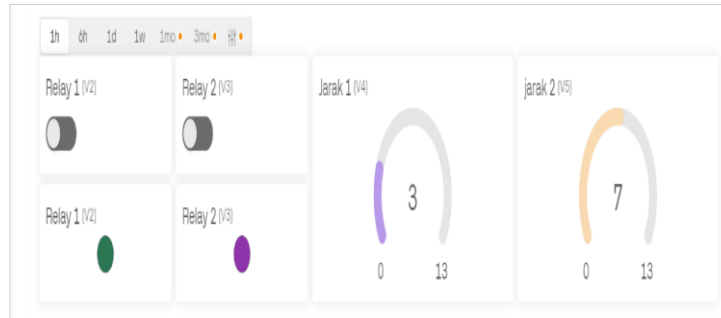 1h 6h 1d 1w 1mo 3mo
Relay 1 (V2)
Relay 2 (V3)
Jarak 1 (V4)
3
0 13
jarak 2 (V5)
7
0 13
Relay 1 (V2)
Relay 2 (V3)